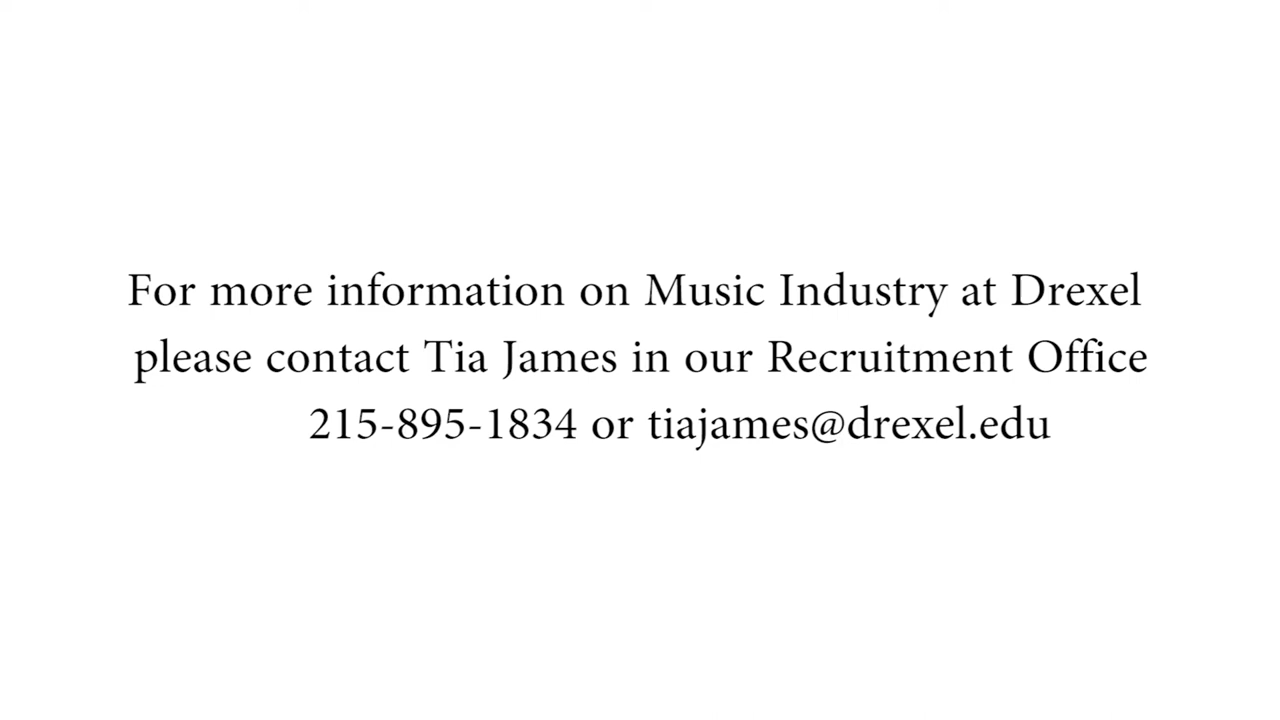 For more information on Music Industry at Drexel
please contact Tia James in our Recruitment Office
215-895-1834 or tiajames@drexel.edu